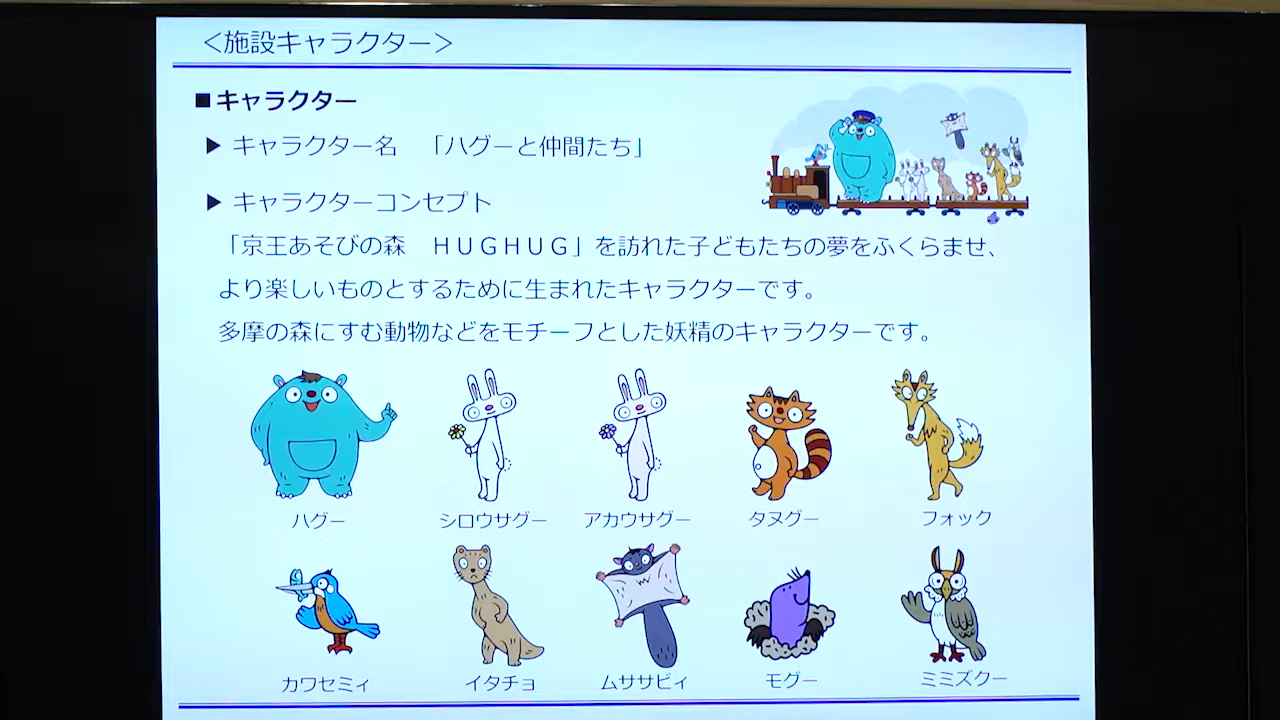 ＜施設キャラクター＞
■キャラクター
▶ キャラクター名　「ハグーと仲間たち」
▶ キャラクターコンセプト
「京王あそびの森　ＨＵＧＨＵＧ」を訪れた子どもたちの夢をふくらませ、
より楽しいものとするために生まれたキャラクターです。
多摩の森にすむ動物などをモチーフとした妖精のキャラクターです。
ハグー　シロウサグー　アカウサグー　タヌグー　フォック
カワセミィ　イタチョ　ムササビィ　モグー　ミミズクー